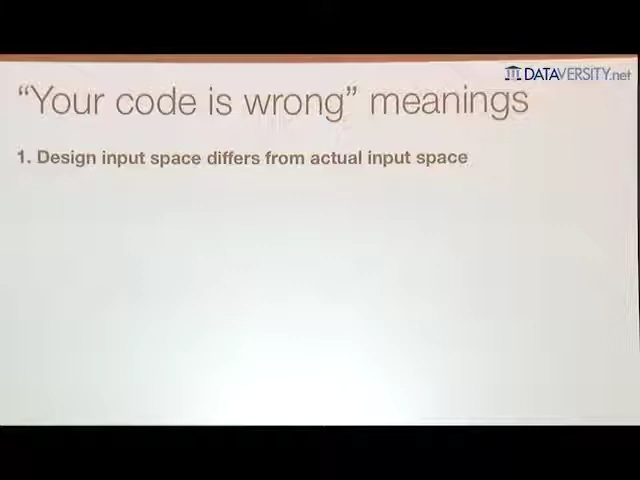 DATAVERSITY.net
“Your code is wrong” meanings
1. Design input space differs from actual input space